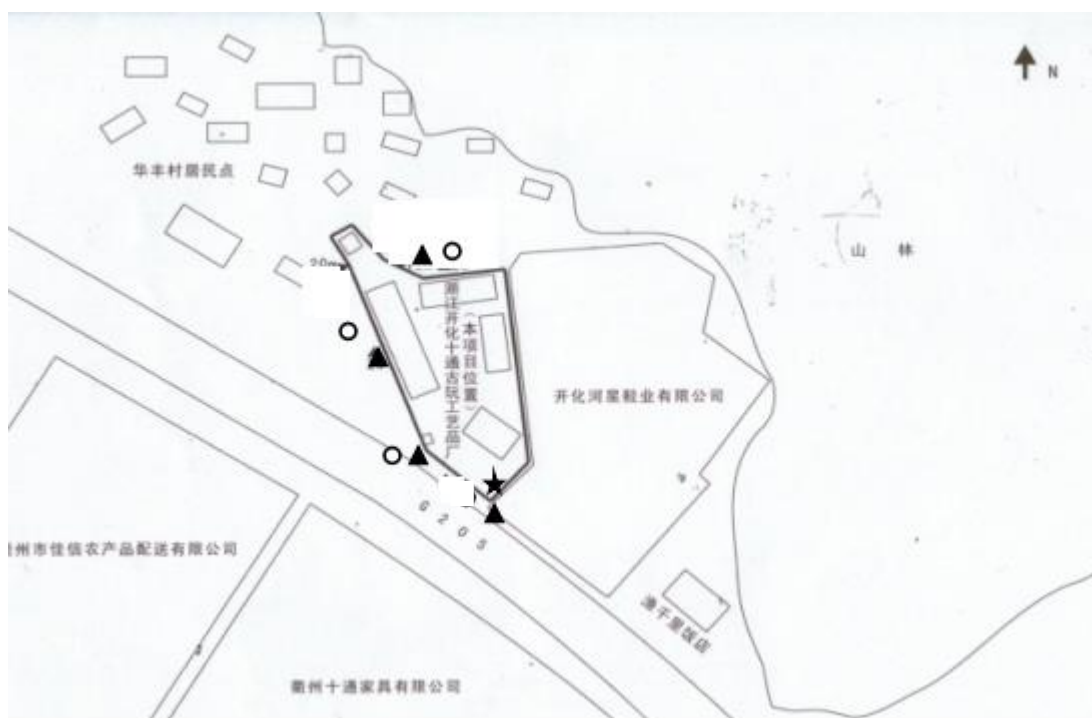 N
华丰村居民点
山 林
浙江开化十通古玩工艺品厂
（本项目位置）
开化河星鞋业有限公司
G205
州市佳信农产品配送有限公司
渔千里饭店
衢州十通家具有限公司